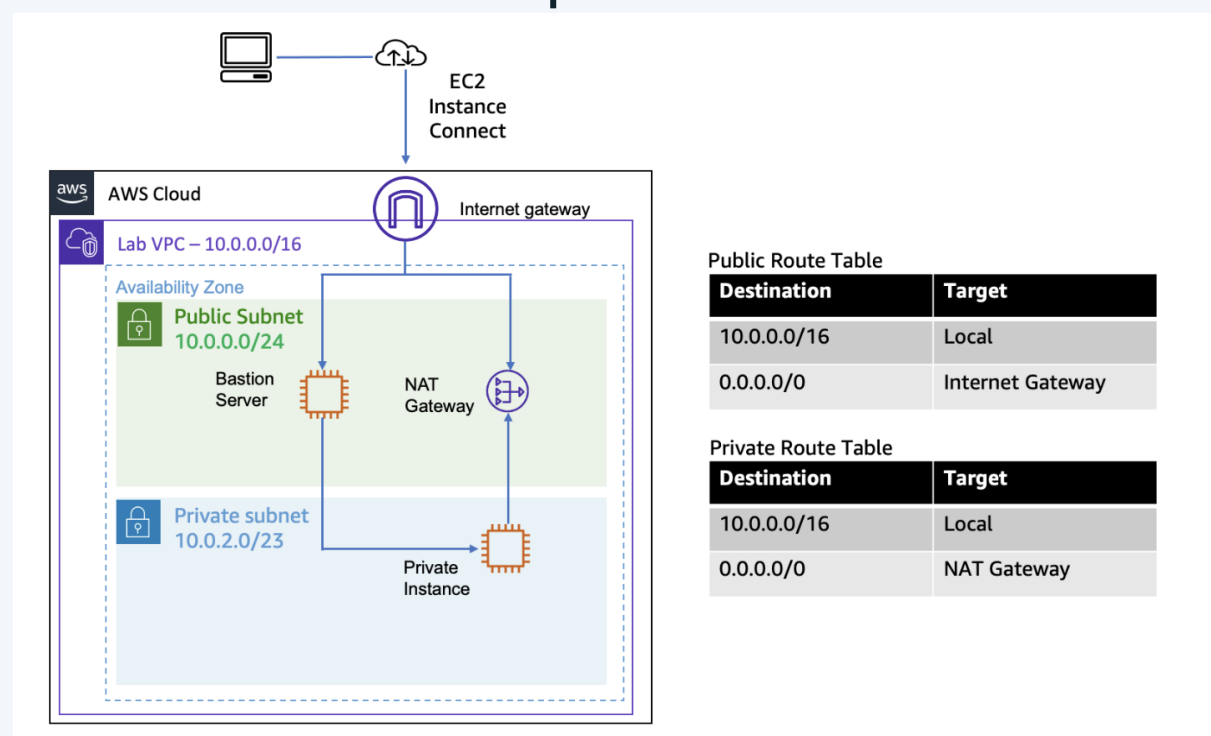 EC2
Instance
Connect
aws
AWS Cloud
Internet gateway
Lab VPC – 10.0.0.0/16
Availability Zone
Public Subnet
10.0.0.0/24
Bastion
Server
NAT
Gateway
Private subnet
10.0.2.0/23
Private
Instance
Public Route Table
Destination Target
10.0.0.0/16 Local
0.0.0.0/0 Internet Gateway
Private Route Table
Destination Target
10.0.0.0/16 Local
0.0.0.0/0 NAT Gateway